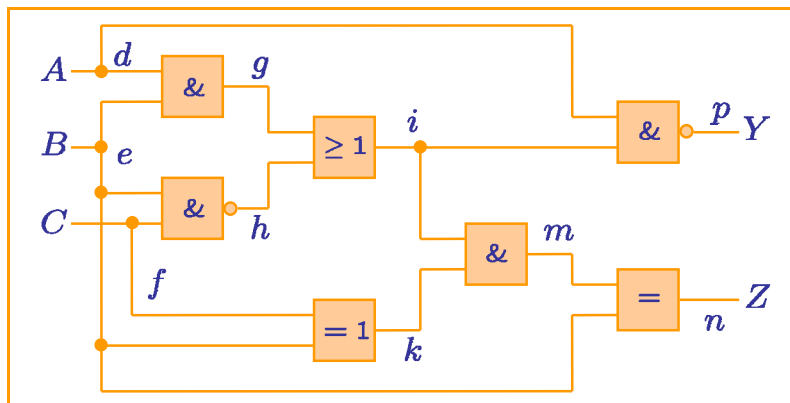 A d & g
B e
≥ 1 i
& p Y
C & h
& m
f = 1 k
= n Z